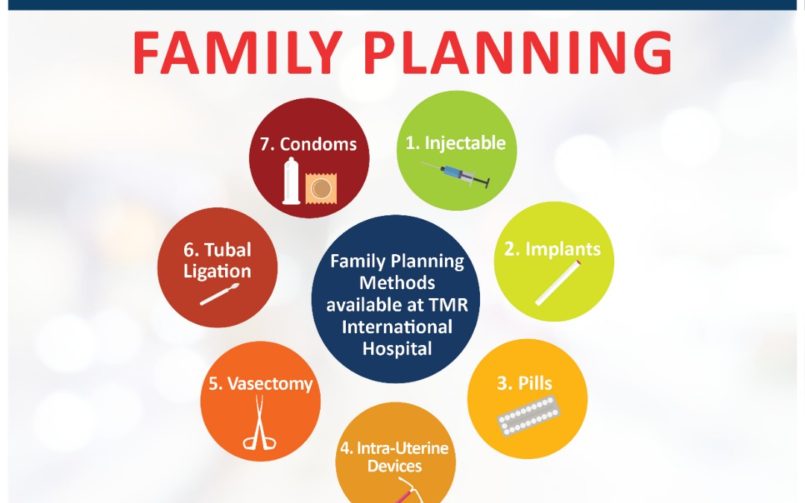 FAMILY PLANNING
1. Injectable
2. Implants
3. Pills
4. Intra-Uterine
Devices
5. Vasectomy
6. Tubal
Ligation
7. Condoms
Family Planning
Methods
available at TMR
International
Hospital